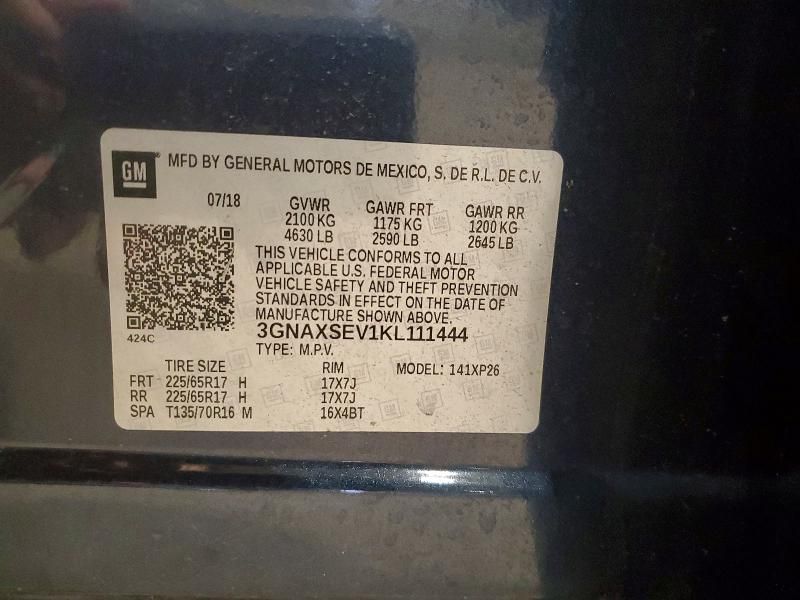 GM ® MFD BY GENERAL MOTORS DE MEXICO, S. DE R.L. DE C.V.
07/18 GVWR GAWR FRT GAWR RR
2100 KG 1175 KG 1200 KG
4630 LB 2590 LB 2645 LB
THIS VEHICLE CONFORMS TO ALL
APPLICABLE U.S. FEDERAL MOTOR
VEHICLE SAFETY AND THEFT PREVENTION
STANDARDS IN EFFECT ON THE DATE OF
MANUFACTURE SHOWN ABOVE.
424C
3GNAXSEV1KL111444
TYPE: M.P.V.
TIRE SIZE RIM MODEL: 141XP26
FRT 225/65R17 H 17X7J
RR 225/65R17 H 17X7J
SPA T135/70R16 M 16X4BT